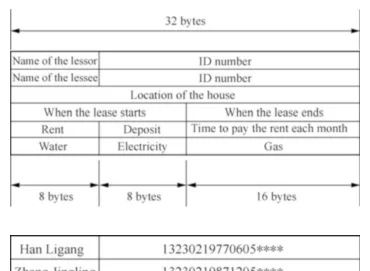 32 bytes
Name of the lessor ID number
Name of the lessee ID number
Location of the house
When the lease starts When the lease ends
Rent Deposit Time to pay the rent each month
Water Electricity Gas
8 bytes 8 bytes 16 bytes
Han Ligang 13230219770605****